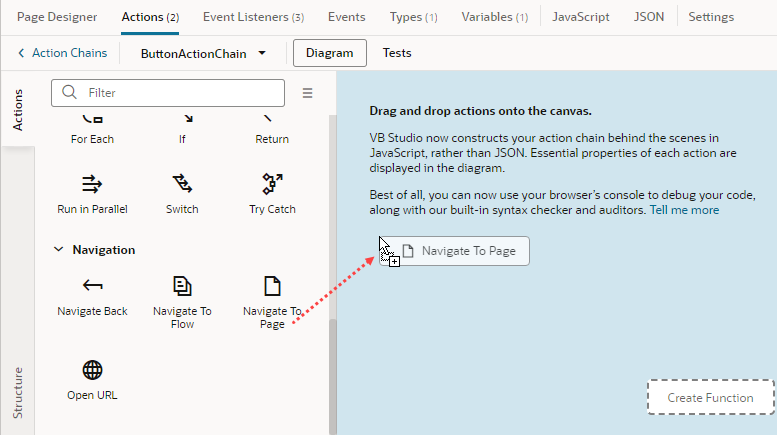 Page Designer
Actions (2)
Event Listeners (3)
Events
Types (1)
Variables (1)
JavaScript
JSON
Settings
Action Chains
ButtonActionChain
Diagram
Tests
Actions
Structure
Filter
For Each
If
Return
Run in Parallel
Switch
Try Catch
Navigation
Navigate Back
Navigate To
Flow
Navigate To
Page
Open URL
Drag and drop actions onto the canvas.
VB Studio now constructs your action chain behind the scenes in
JavaScript, rather than JSON. Essential properties of each action are
displayed in the diagram.
Best of all, you can now use your browser's console to debug your code,
along with our built-in syntax checker and auditors. Tell me more
Navigate To Page
Create Function